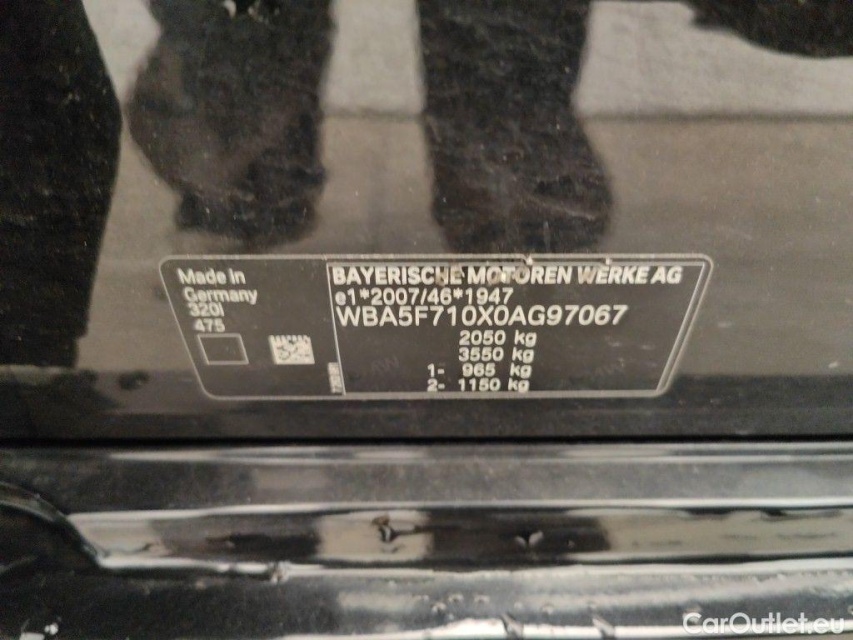 Made in
Germany
320i
475
BAYERISCHE MOTOREN WERKE AG
e1*2007/46*1947
WBA5F710X0AG97067
2050 kg
3550 kg
1- 965 kg
2- 1150 kg
CarOutlet.eu